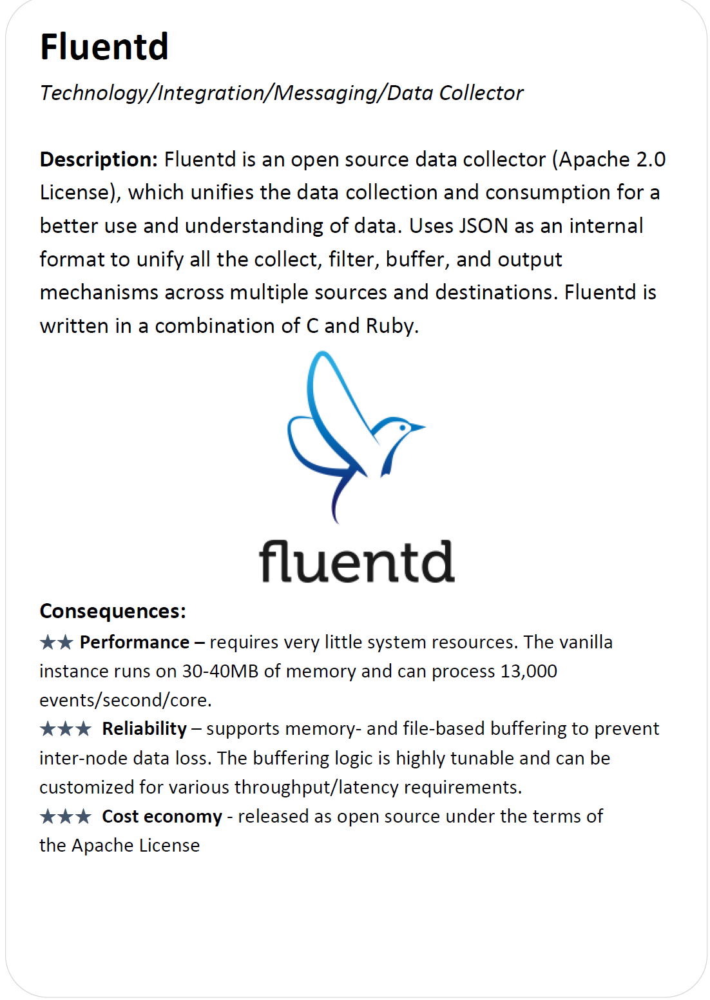 Fluentd
Technology/Integration/Messaging/Data Collector
Description: Fluentd is an open source data collector (Apache 2.0
License), which unifies the data collection and consumption for a
better use and understanding of data. Uses JSON as an internal
format to unify all the collect, filter, buffer, and output
mechanisms across multiple sources and destinations. Fluentd is
written in a combination of C and Ruby.
fluentd
Consequences:
★★ Performance – requires very little system resources. The vanilla
instance runs on 30-40MB of memory and can process 13,000
events/second/core.
★★★ Reliability – supports memory- and file-based buffering to prevent
inter-node data loss. The buffering logic is highly tunable and can be
customized for various throughput/latency requirements.
★★★ Cost economy - released as open source under the terms of
the Apache License